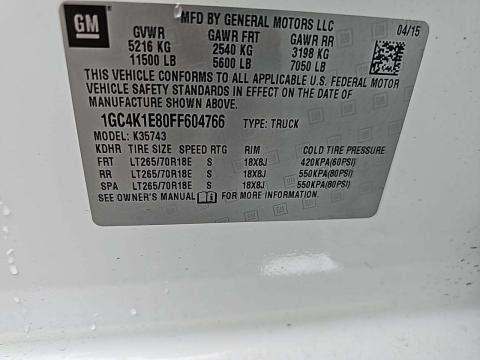 GM
MFD BY GENERAL MOTORS LLC
04/15
GVWR GAWR FRT GAWR RR
5216 KG 2540 KG 3198 KG
11500 LB 5600 LB 7050 LB
THIS VEHICLE CONFORMS TO ALL APPLICABLE U.S. FEDERAL MOTOR
VEHICLE SAFETY STANDARDS IN EFFECT ON THE DATE OF
MANUFACTURE SHOWN ABOVE.
1GC4K1E80FF604766 TYPE: TRUCK
MODEL: K35743
KDHR TIRE SIZE SPEED RTG RIM COLD TIRE PRESSURE
FRT LT265/70R18E S 18X8J 420KPA(60PSI)
RR LT265/70R18E S 18X8J 550KPA(80PSI)
SPA LT265/70R18E S 18X8J 550KPA(80PSI)
SEE OWNER'S MANUAL FOR MORE INFORMATION.